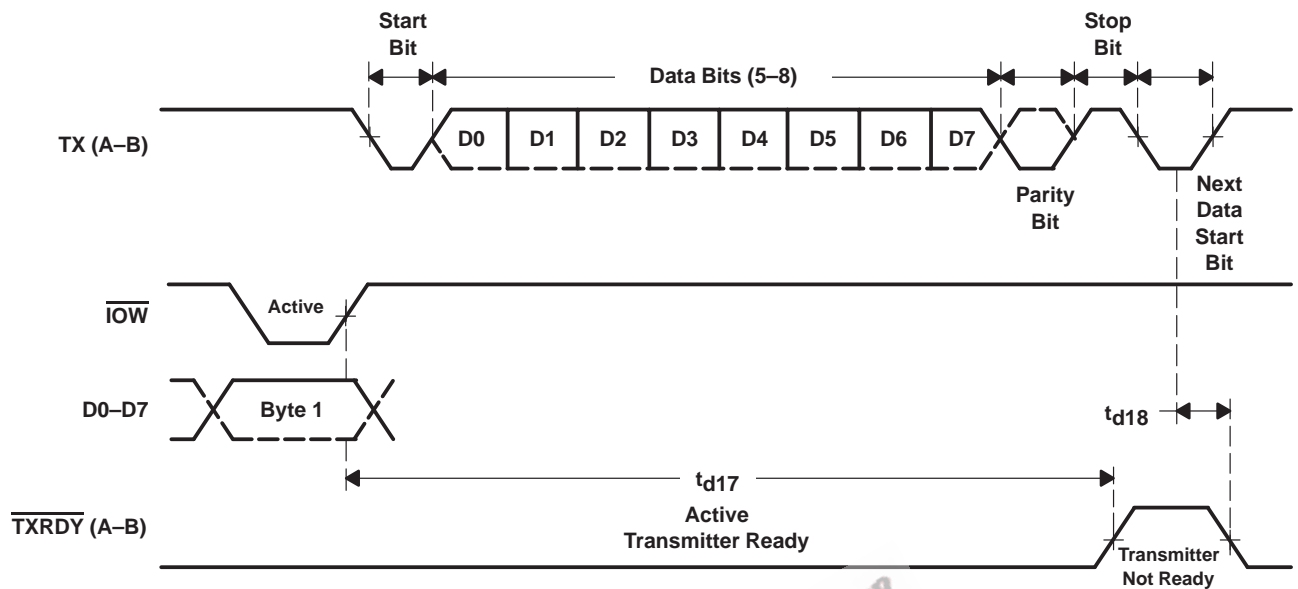 Start
Bit
Stop
Bit
Data Bits (5–8)
TX (A–B)
D0
D1
D2
D3
D4
D5
D6
D7
Parity
Bit
Next
Data
Start
Bit
IOW
Active
D0–D7
Byte 1
td18
td17
TXRDY (A–B)
Active
Transmitter Ready
Transmitter
Not Ready